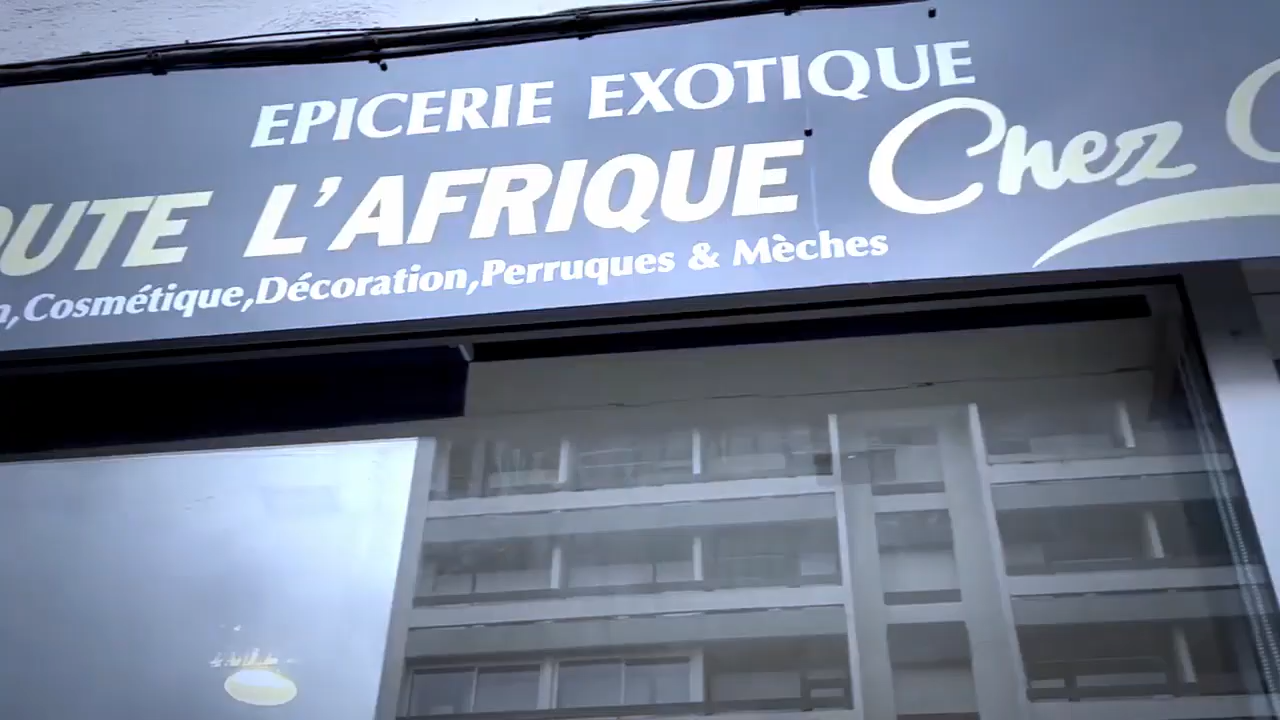 EPICERIE EXOTIQUE
L'AFRIQUE Chez
Cosmétique,Décoration,Perruques & Mèches